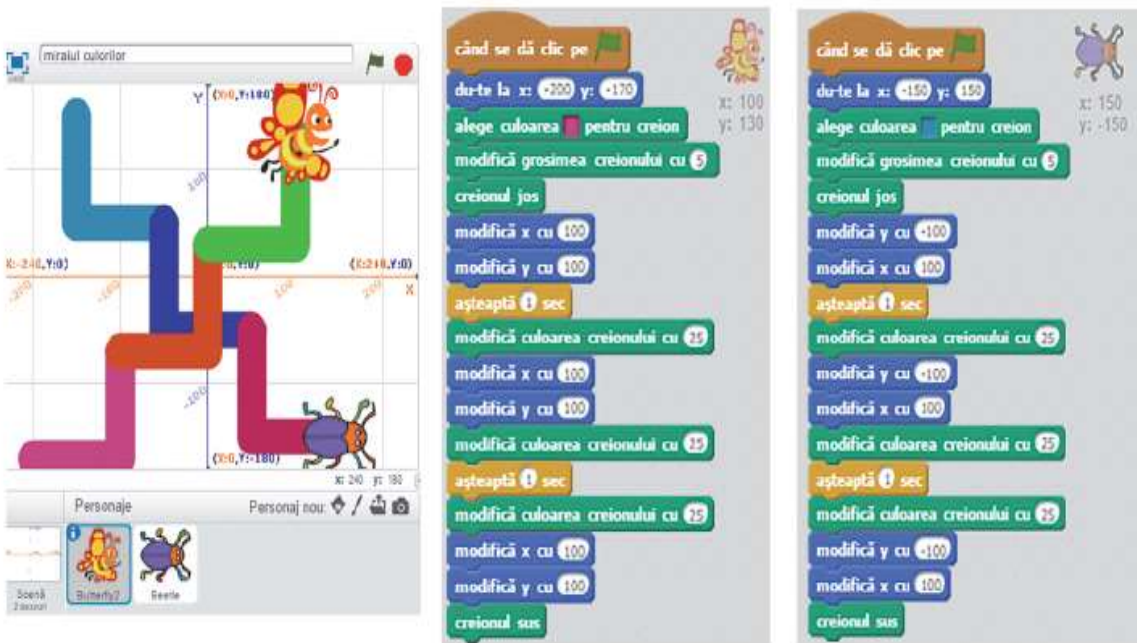 miraiul culorilor
Y
(X:0,Y:180)
100
(X:-240,Y:0)
(X:240,Y:0)
-200
-100
100
200
X
-100
(X:0,Y:-180)
x: 240 y: 180
Personaje
Personaj nou:
Scenă
Butterfly2
Beetle
când se dă clic pe
du-te la x: -200 y: -170
alege culoarea pentru creion
modifică grosimea creionului cu 5
creionul jos
modifică x cu 100
modifică y cu 100
așteaptă 1 sec
modifică culoarea creionului cu 25
modifică x cu 100
modifică y cu 100
modifică culoarea creionului cu 25
așteaptă 1 sec
modifică culoarea creionului cu 25
modifică x cu 100
modifică y cu 100
creionul sus
x: 100
y: 130
când se dă clic pe
du-te la x: -150 y: 150
alege culoarea pentru creion
modifică grosimea creionului cu 5
creionul jos
modifică y cu -100
modifică x cu 100
așteaptă 1 sec
modifică culoarea creionului cu 25
modifică y cu -100
modifică x cu 100
modifică culoarea creionului cu 25
așteaptă 1 sec
modifică culoarea creionului cu 25
modifică y cu -100
modifică x cu 100
creionul sus
x: 150
y: -150